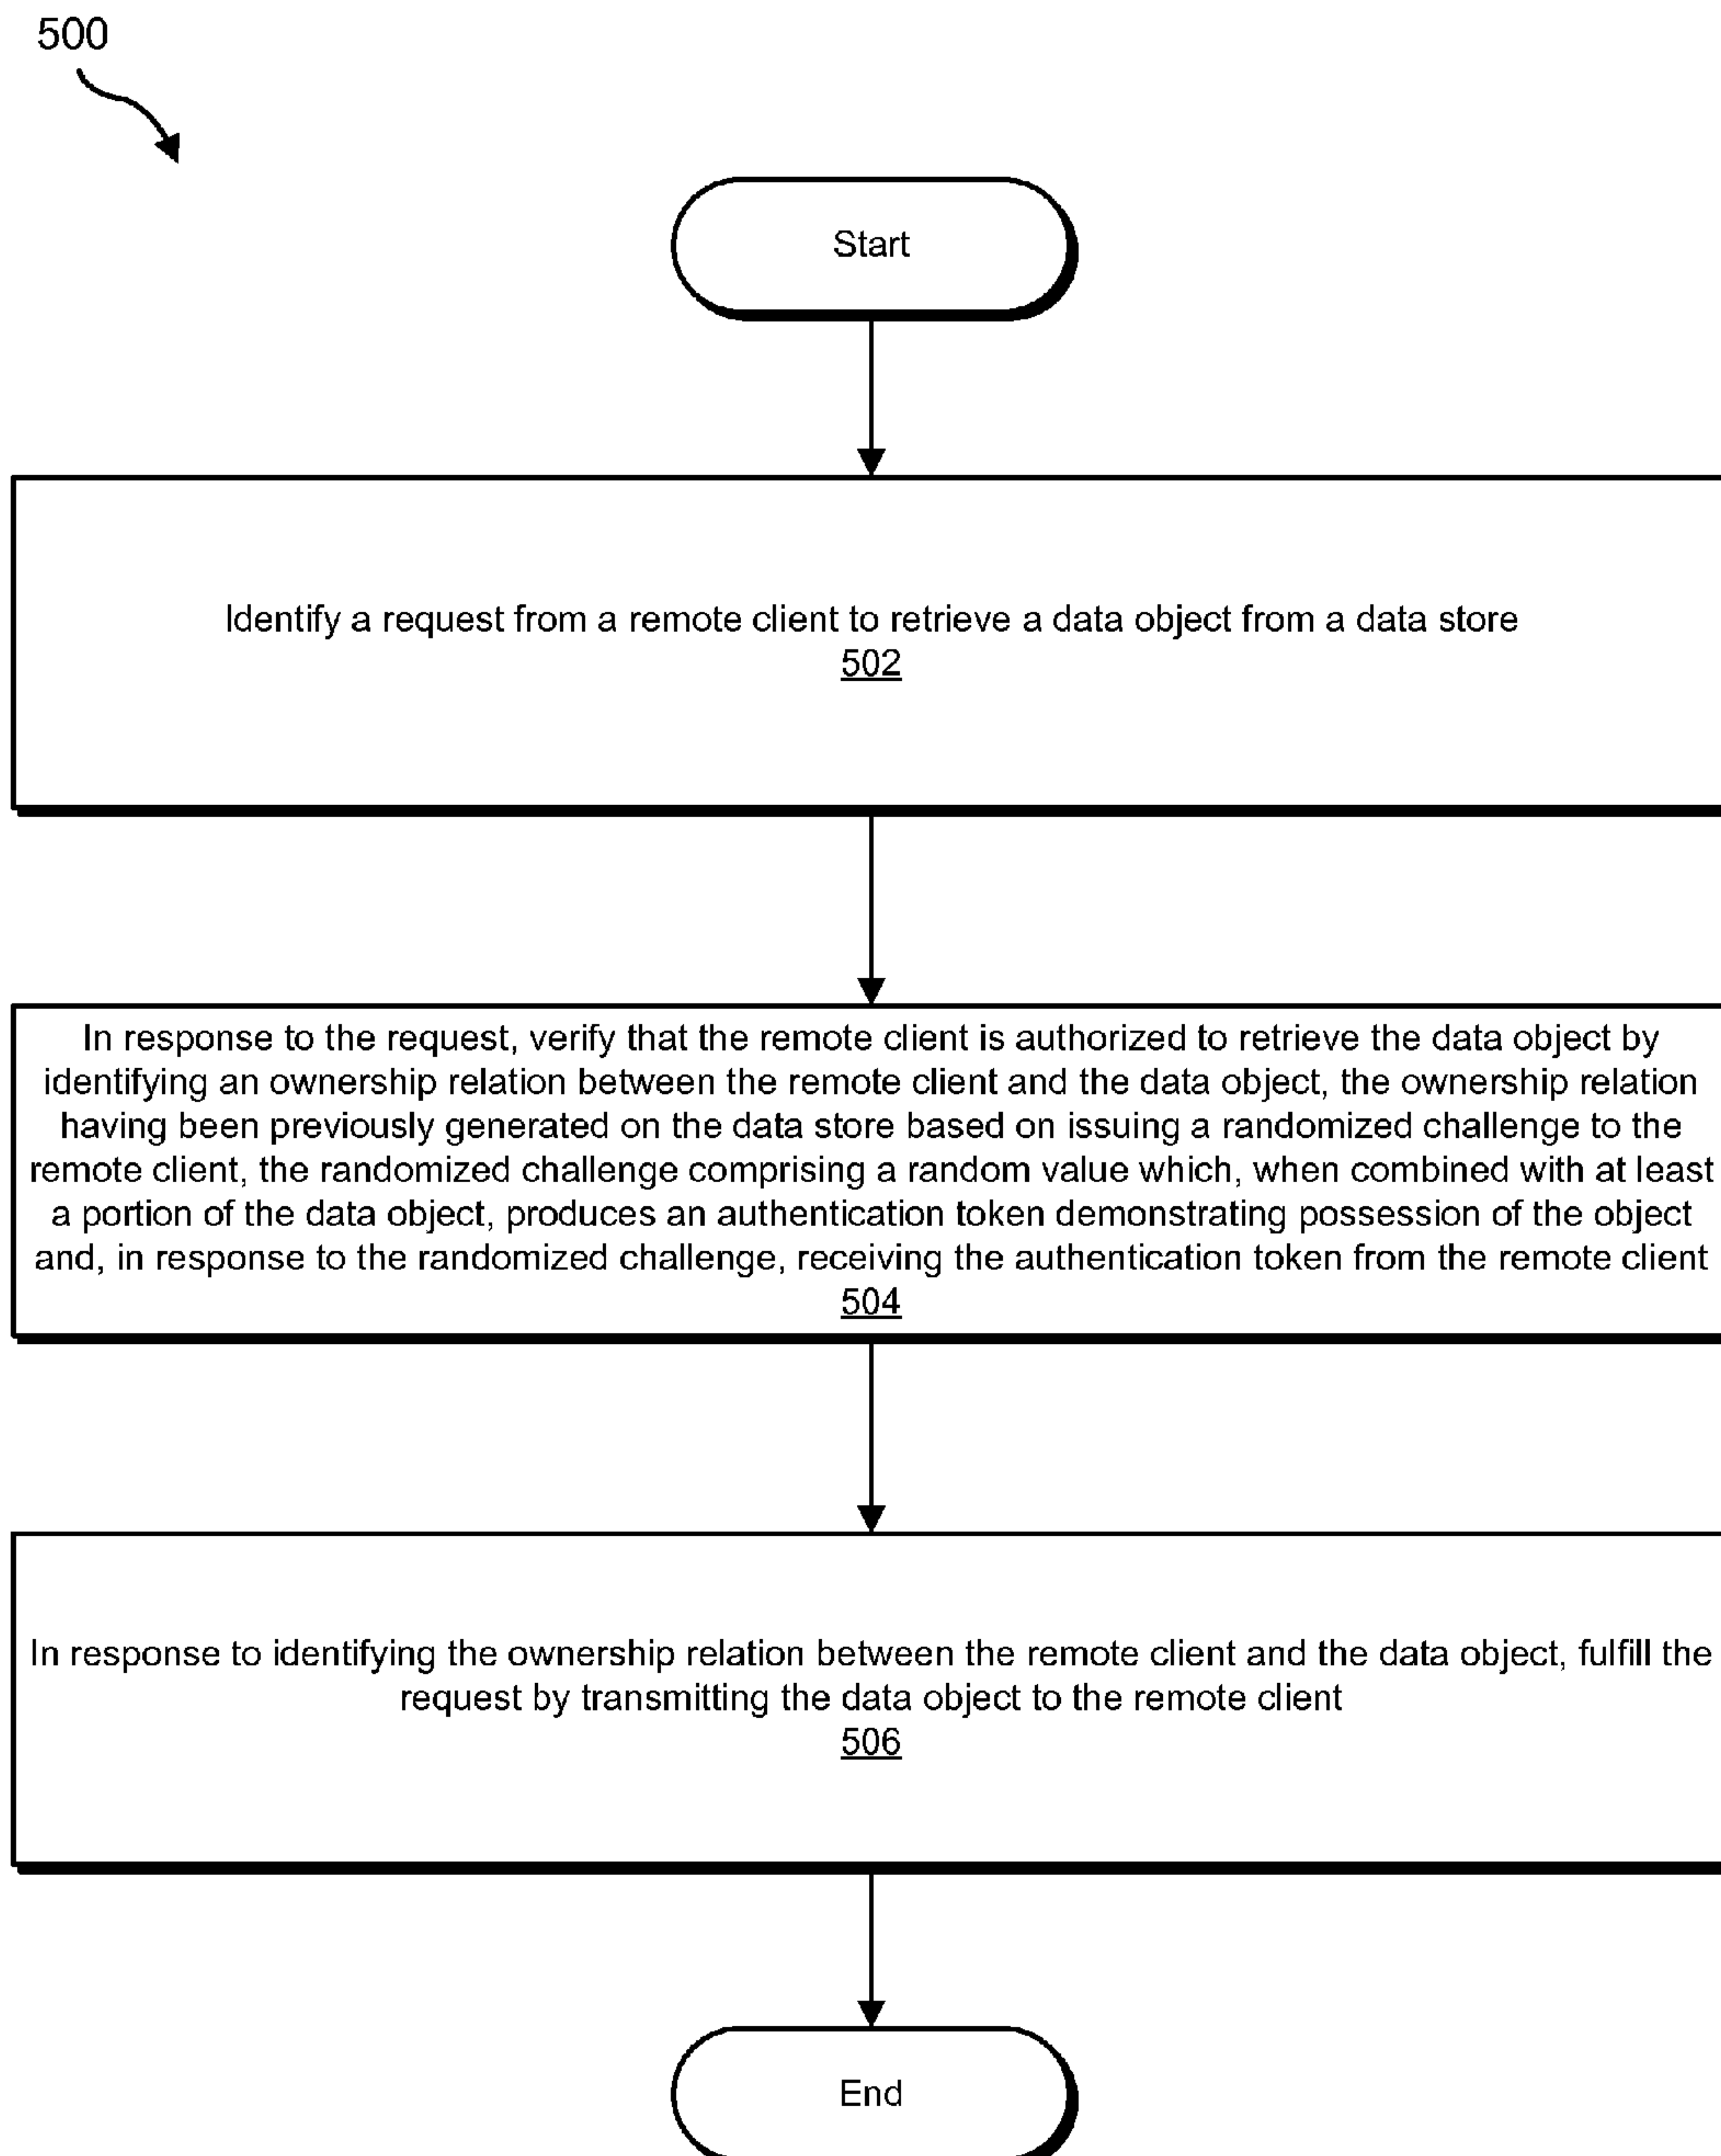 500
Start
Identify a request from a remote client to retrieve a data object from a data store
502
In response to the request, verify that the remote client is authorized to retrieve the data object by
identifying an ownership relation between the remote client and the data object, the ownership relation
having been previously generated on the data store based on issuing a randomized challenge to the
remote client, the randomized challenge comprising a random value which, when combined with at least
a portion of the data object, produces an authentication token demonstrating possession of the object
and, in response to the randomized challenge, receiving the authentication token from the remote client
504
In response to identifying the ownership relation between the remote client and the data object, fulfill the
request by transmitting the data object to the remote client
506
End